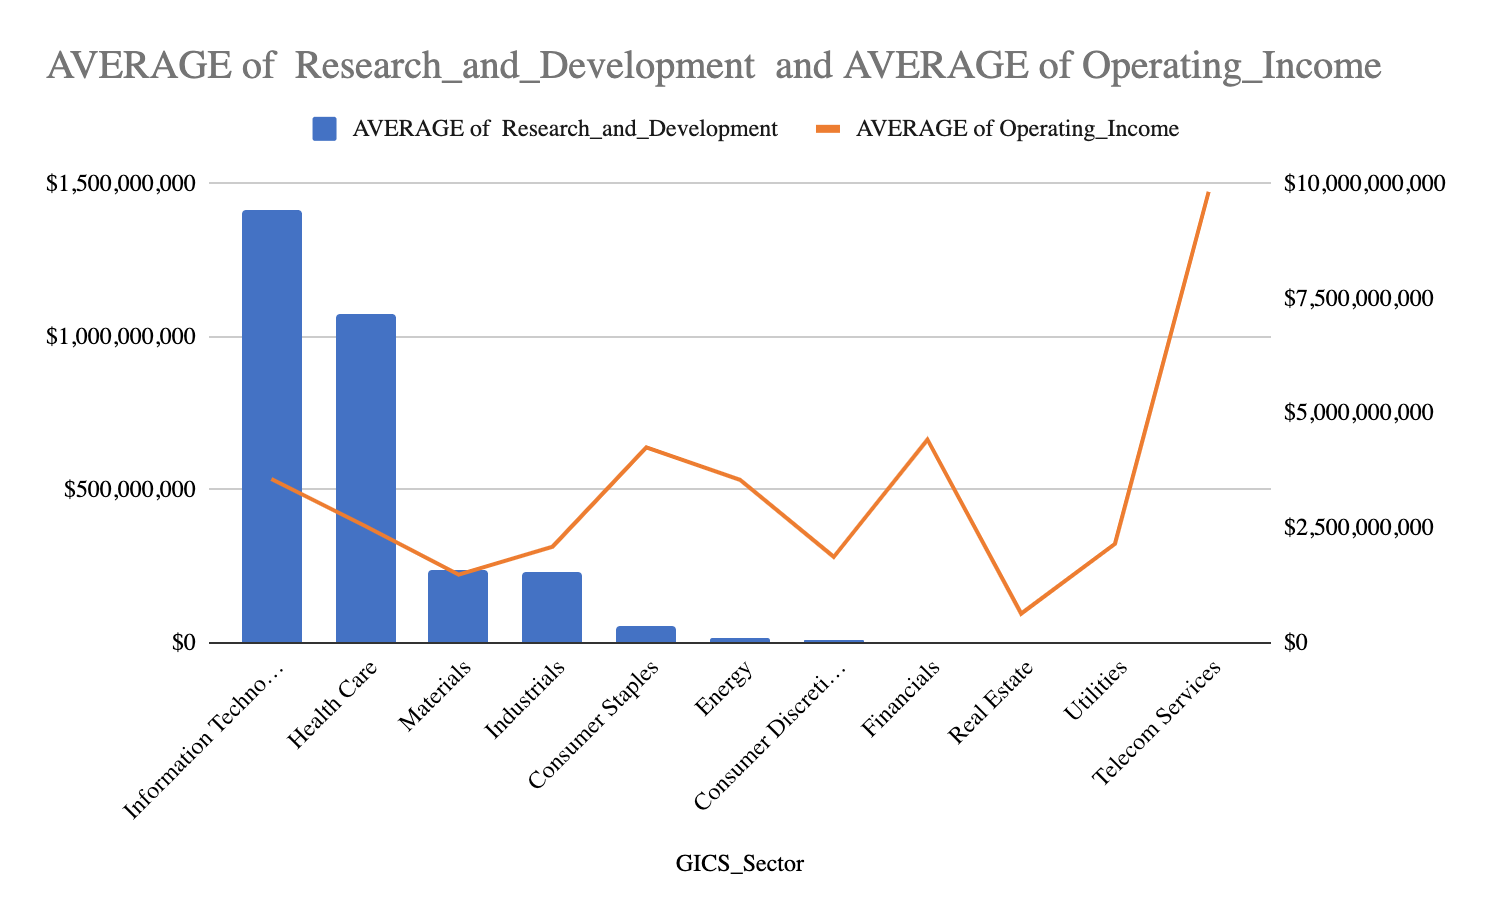 AVERAGE of  Research_and_Development  and AVERAGE of Operating_Income
AVERAGE of  Research_and_Development
AVERAGE of Operating_Income
$1,500,000,000
$1,000,000,000
$500,000,000
$0
$10,000,000,000
$7,500,000,000
$5,000,000,000
$2,500,000,000
$0
Information Techno…
Health Care
Materials
Industrials
Consumer Staples
Energy
Consumer Discreti…
Financials
Real Estate
Utilities
Telecom Services
GICS_Sector